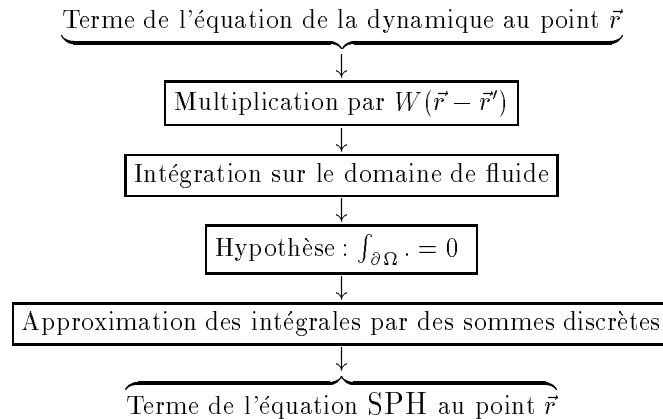 Terme de l'équation de la dynamique au point $\vec{r}$
Multiplication par $W(\vec{r} - \vec{r}')$
Intégration sur le domaine de fluide
Hypothèse : $\int_{\partial\Omega} . = 0$
Approximation des intégrales par des sommes discrètes
Terme de l'équation SPH au point $\vec{r}$